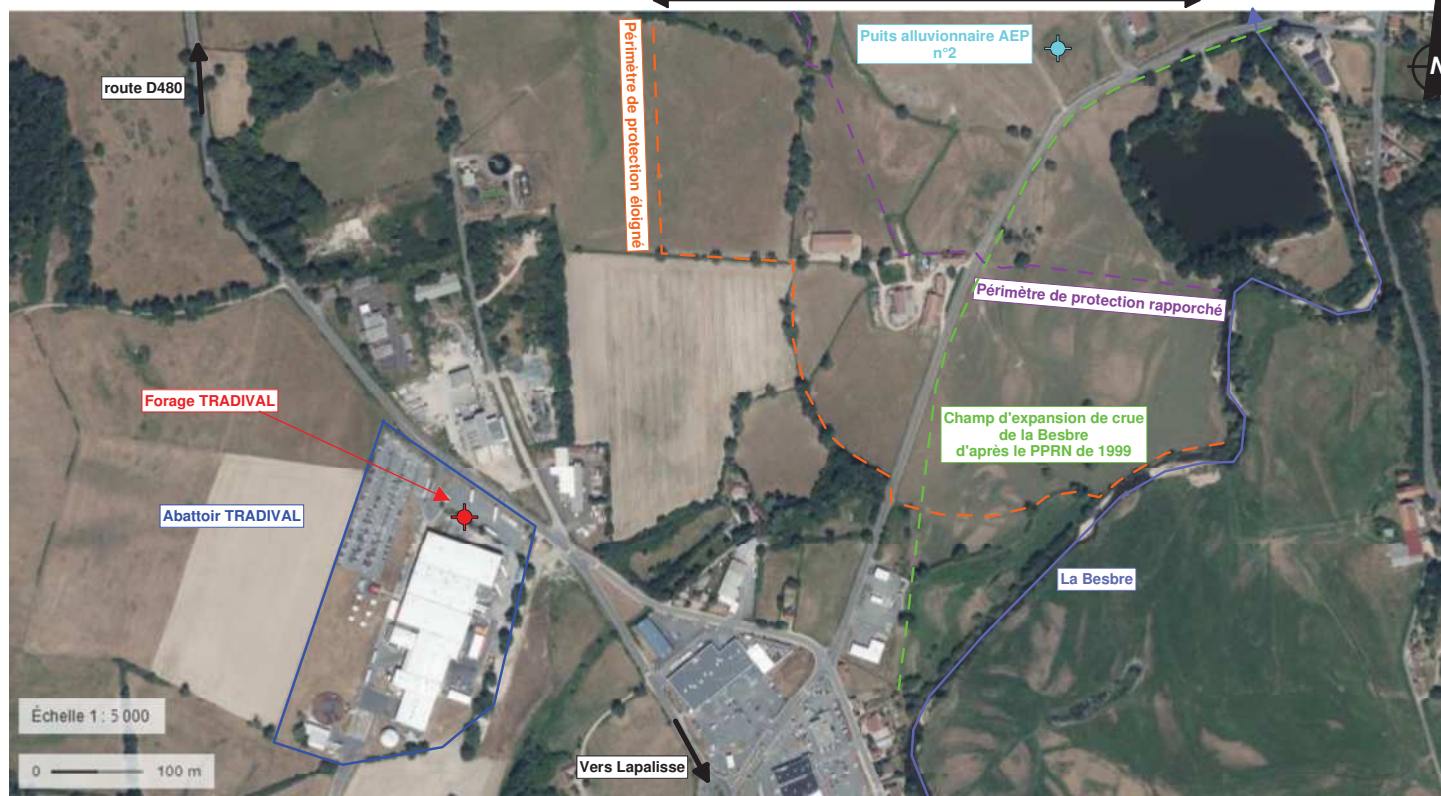 Puits alluvionnaire AEP
n°2
N
route D480
Périmètre de protection éloigné
Périmètre de protection rapporché
Forage TRADIVAL
Champ d'expansion de crue
de la Besbre
d'après le PPRN de 1999
Abattoir TRADIVAL
La Besbre
Échelle 1 : 5 000
0 100 m
Vers Lapalisse